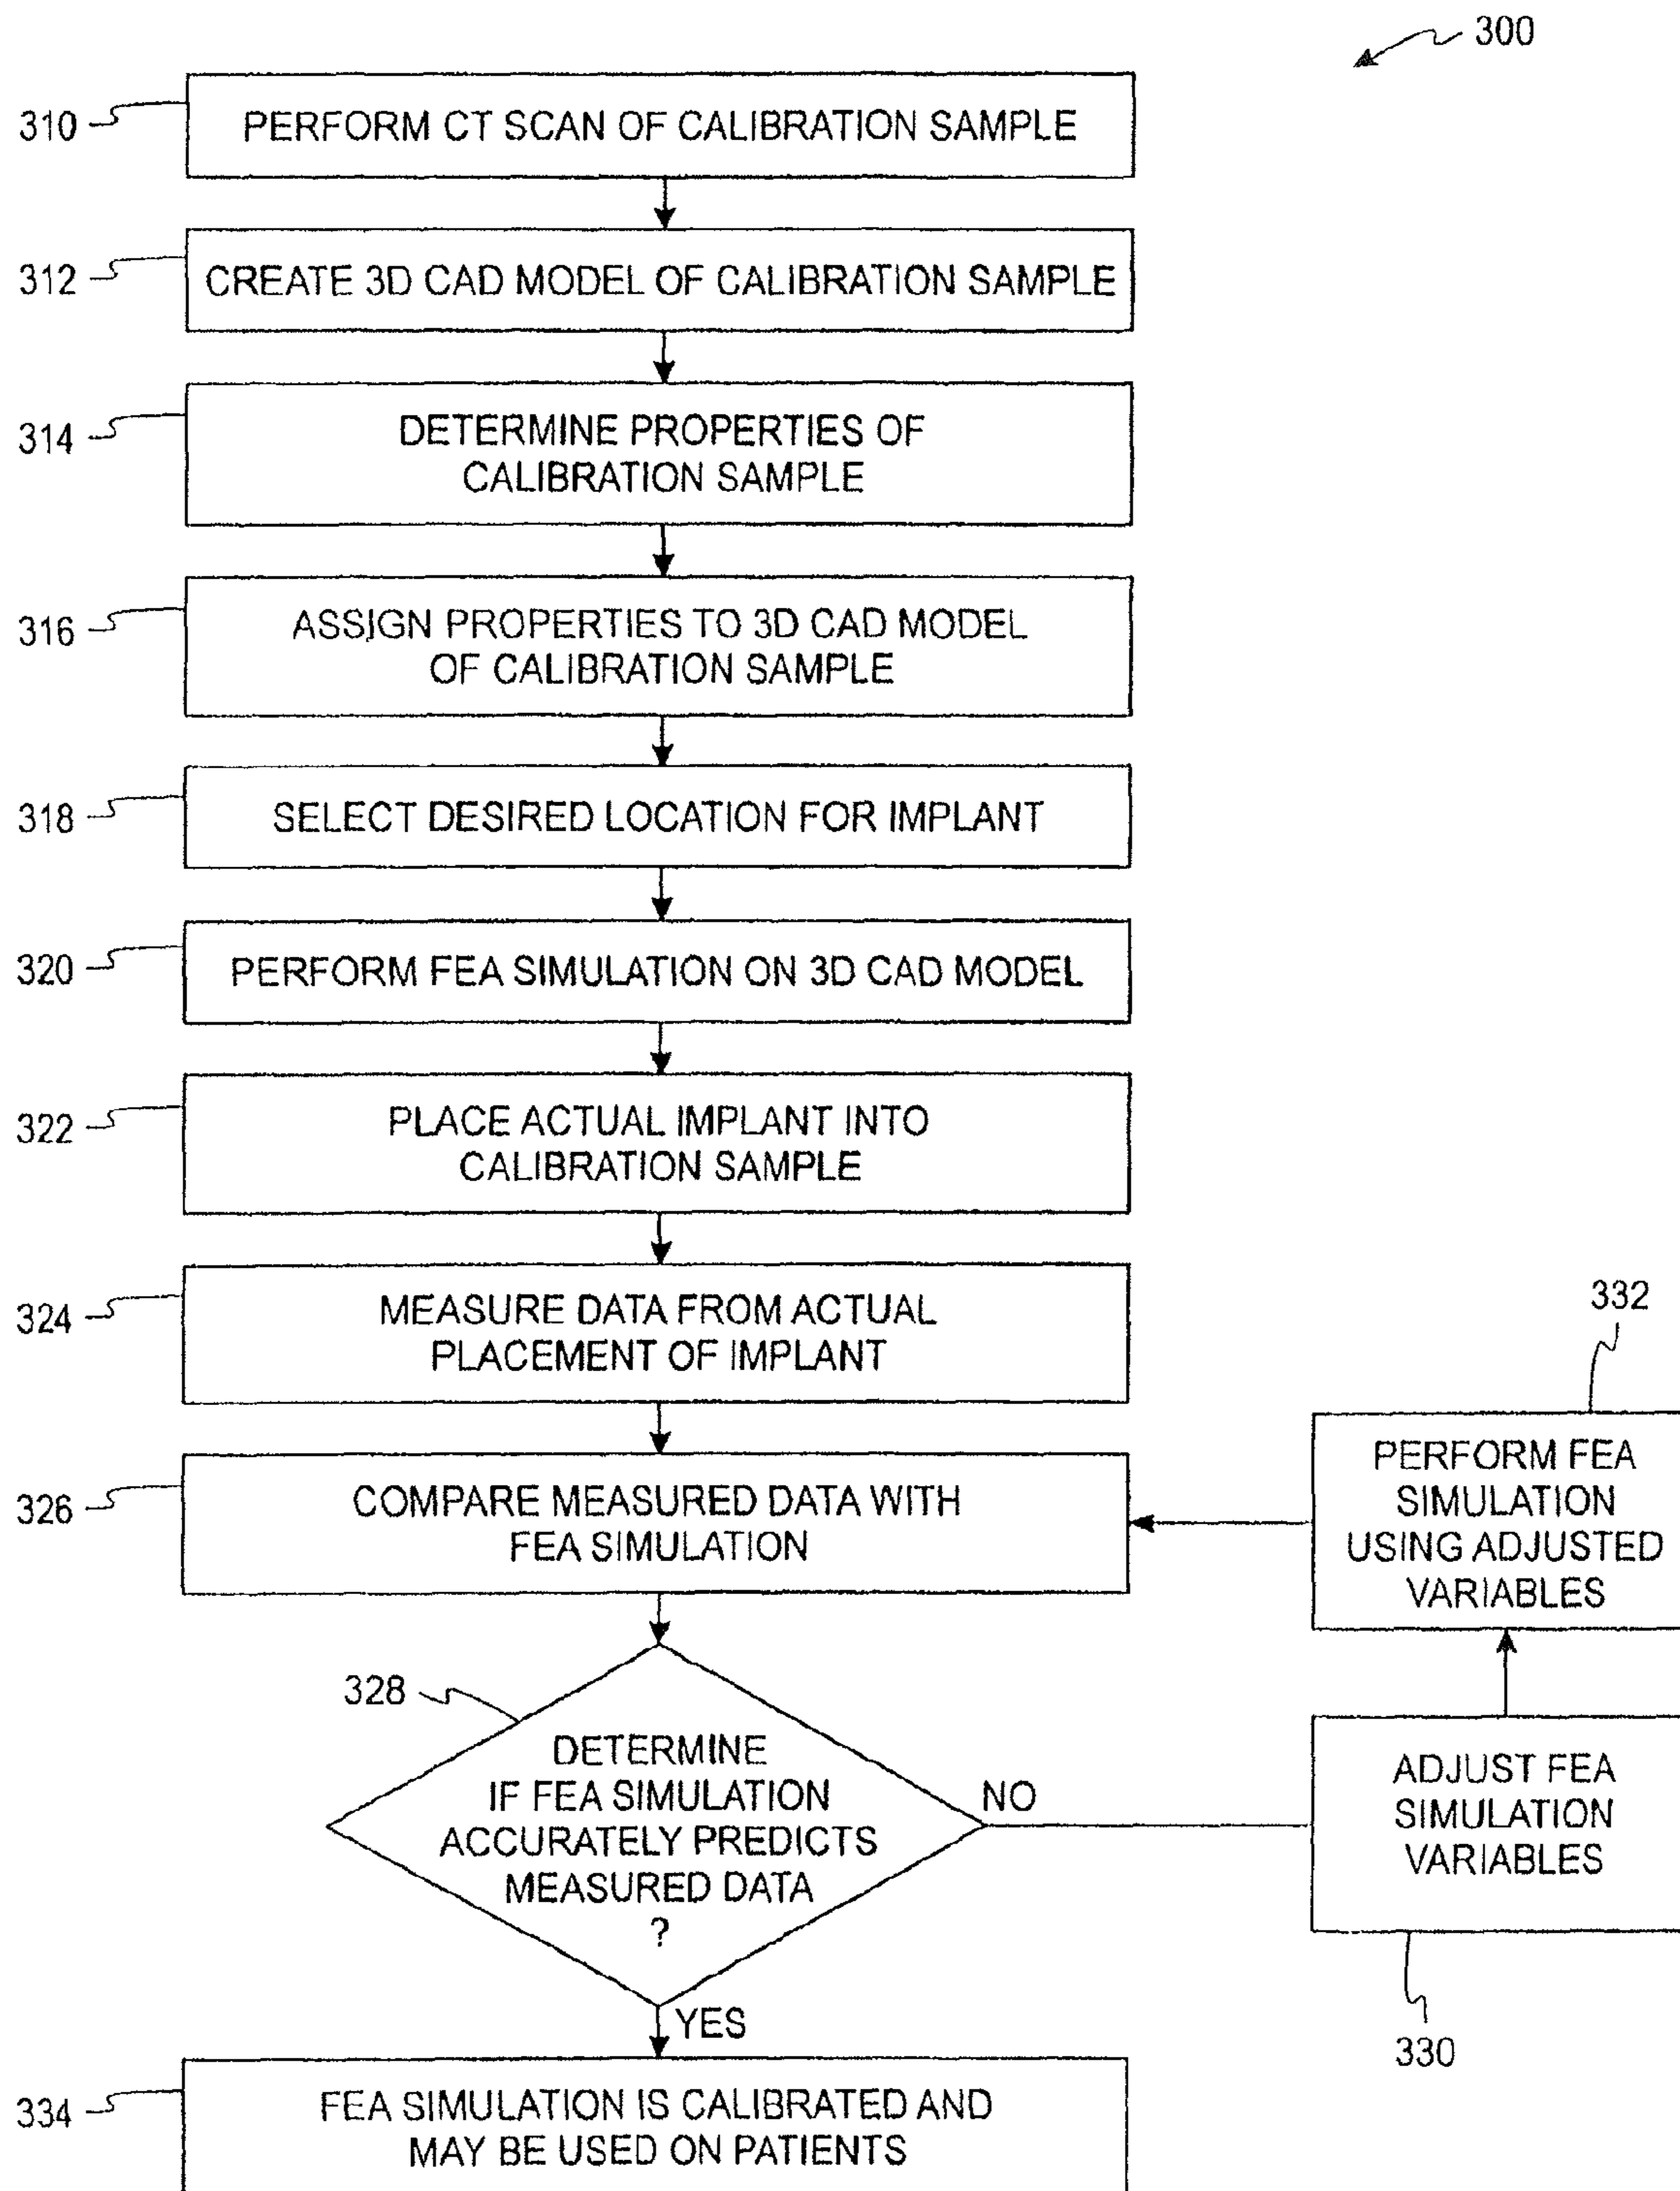 300
310
PERFORM CT SCAN OF CALIBRATION SAMPLE
312
CREATE 3D CAD MODEL OF CALIBRATION SAMPLE
314
DETERMINE PROPERTIES OF
CALIBRATION SAMPLE
316
ASSIGN PROPERTIES TO 3D CAD MODEL
OF CALIBRATION SAMPLE
318
SELECT DESIRED LOCATION FOR IMPLANT
320
PERFORM FEA SIMULATION ON 3D CAD MODEL
322
PLACE ACTUAL IMPLANT INTO
CALIBRATION SAMPLE
324
MEASURE DATA FROM ACTUAL
PLACEMENT OF IMPLANT
326
COMPARE MEASURED DATA WITH
FEA SIMULATION
332
PERFORM FEA
SIMULATION
USING ADJUSTED
VARIABLES
328
DETERMINE
IF FEA SIMULATION
ACCURATELY PREDICTS
MEASURED DATA
?
NO
ADJUST FEA
SIMULATION
VARIABLES
330
YES
334
FEA SIMULATION IS CALIBRATED AND
MAY BE USED ON PATIENTS